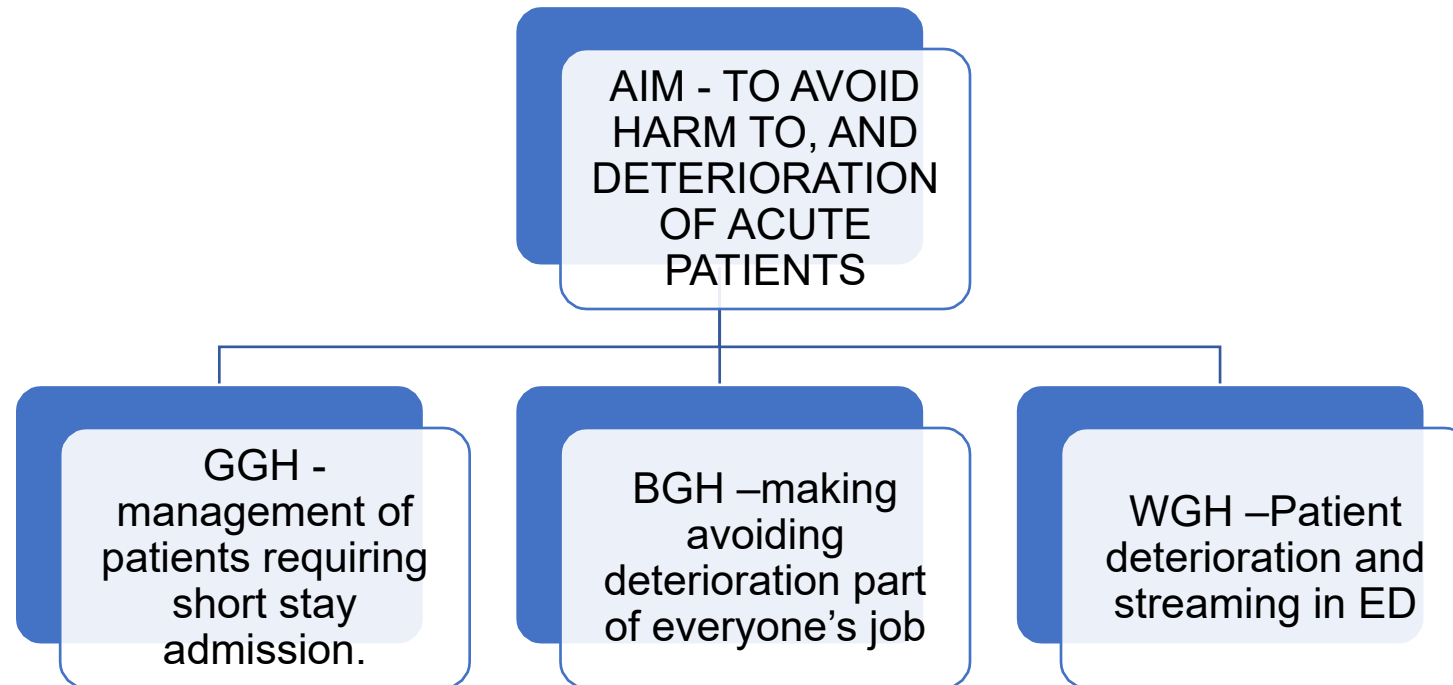 AIM - TO AVOID
HARM TO, AND
DETERIORATION
OF ACUTE
PATIENTS
GGH -
management of
patients requiring
short stay
admission.
BGH –making
avoiding
deterioration part
of everyone’s job
WGH –Patient
deterioration and
streaming in ED